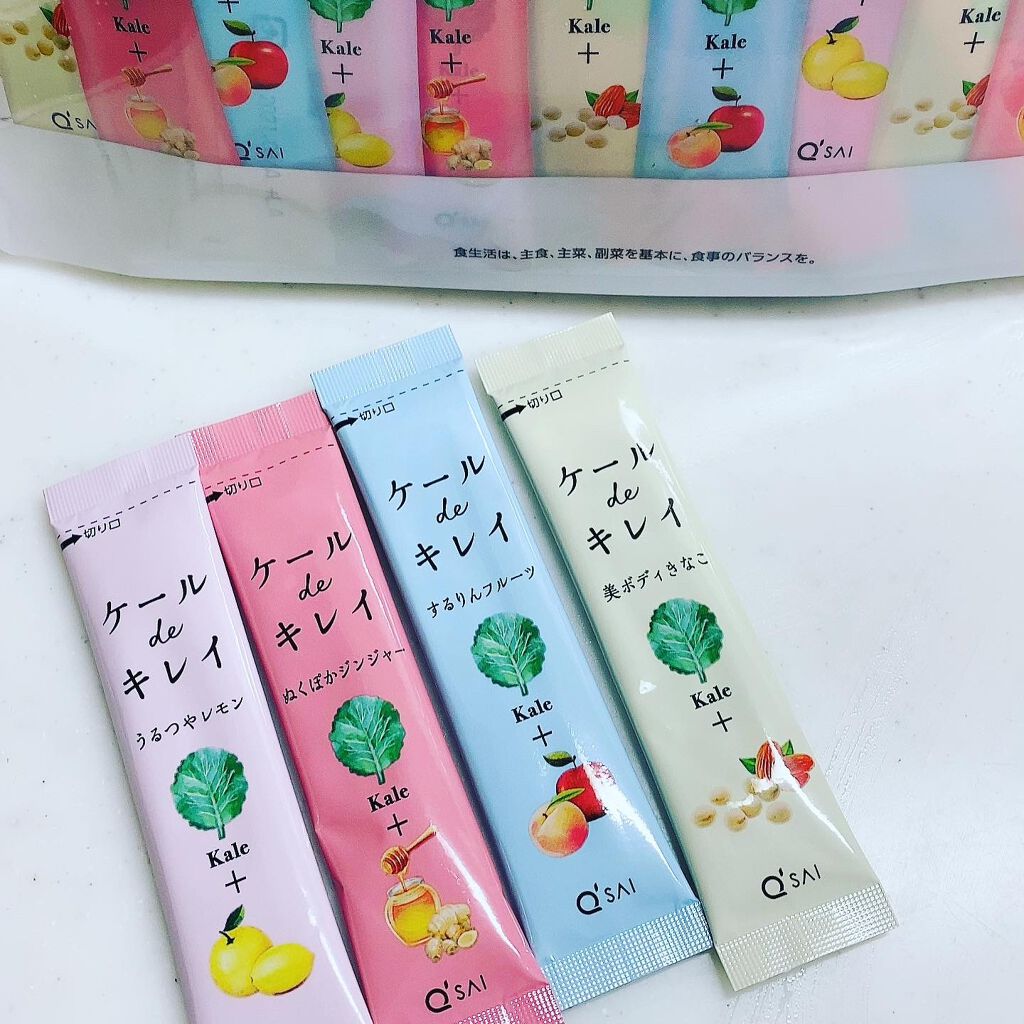 Kale
+
Q'SAI
Kale
+
Q'SAI
Kale
+
Kale
+
Kale
+
Q'SAI
Kale
+
食生活は、主食、主菜、副菜を基本に、食事のバランスを。
切り口
ケール
de
キレイ
うるつやレモン
Kale
+
切り口
ケール
de
キレイ
ぬくぽかジンジャー
Kale
+
Q'SAI
切り口
ケール
de
キレイ
するりんフルーツ
Kale
+
Q'SAI
切り口
ケール
de
キレイ
美ボディきなこ
Kale
+
Q'SAI